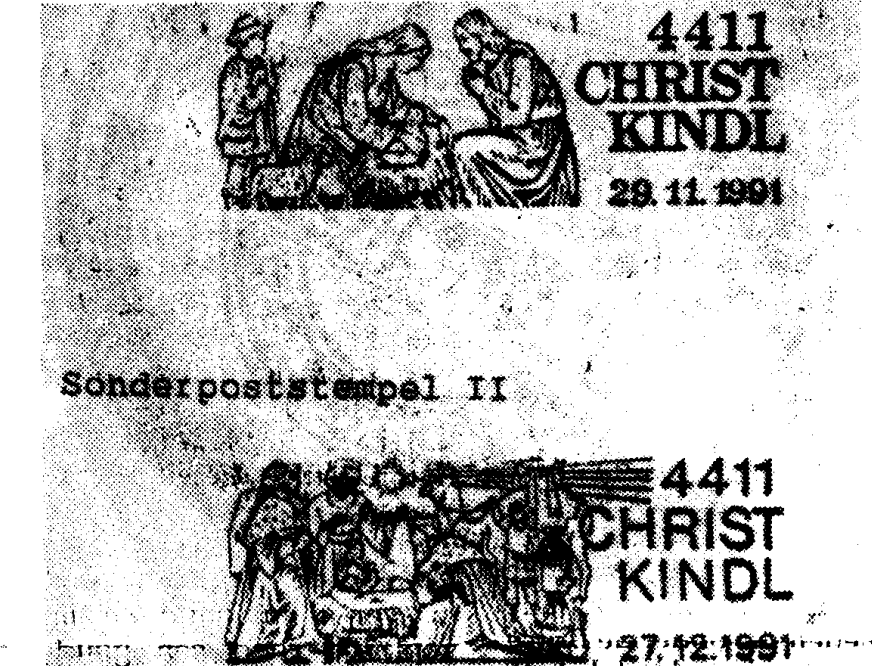 4411
CHRIST
KINDL
29.11.1991
Sonderpoststempel II
4411
CHRIST
KINDL
27.12.1991